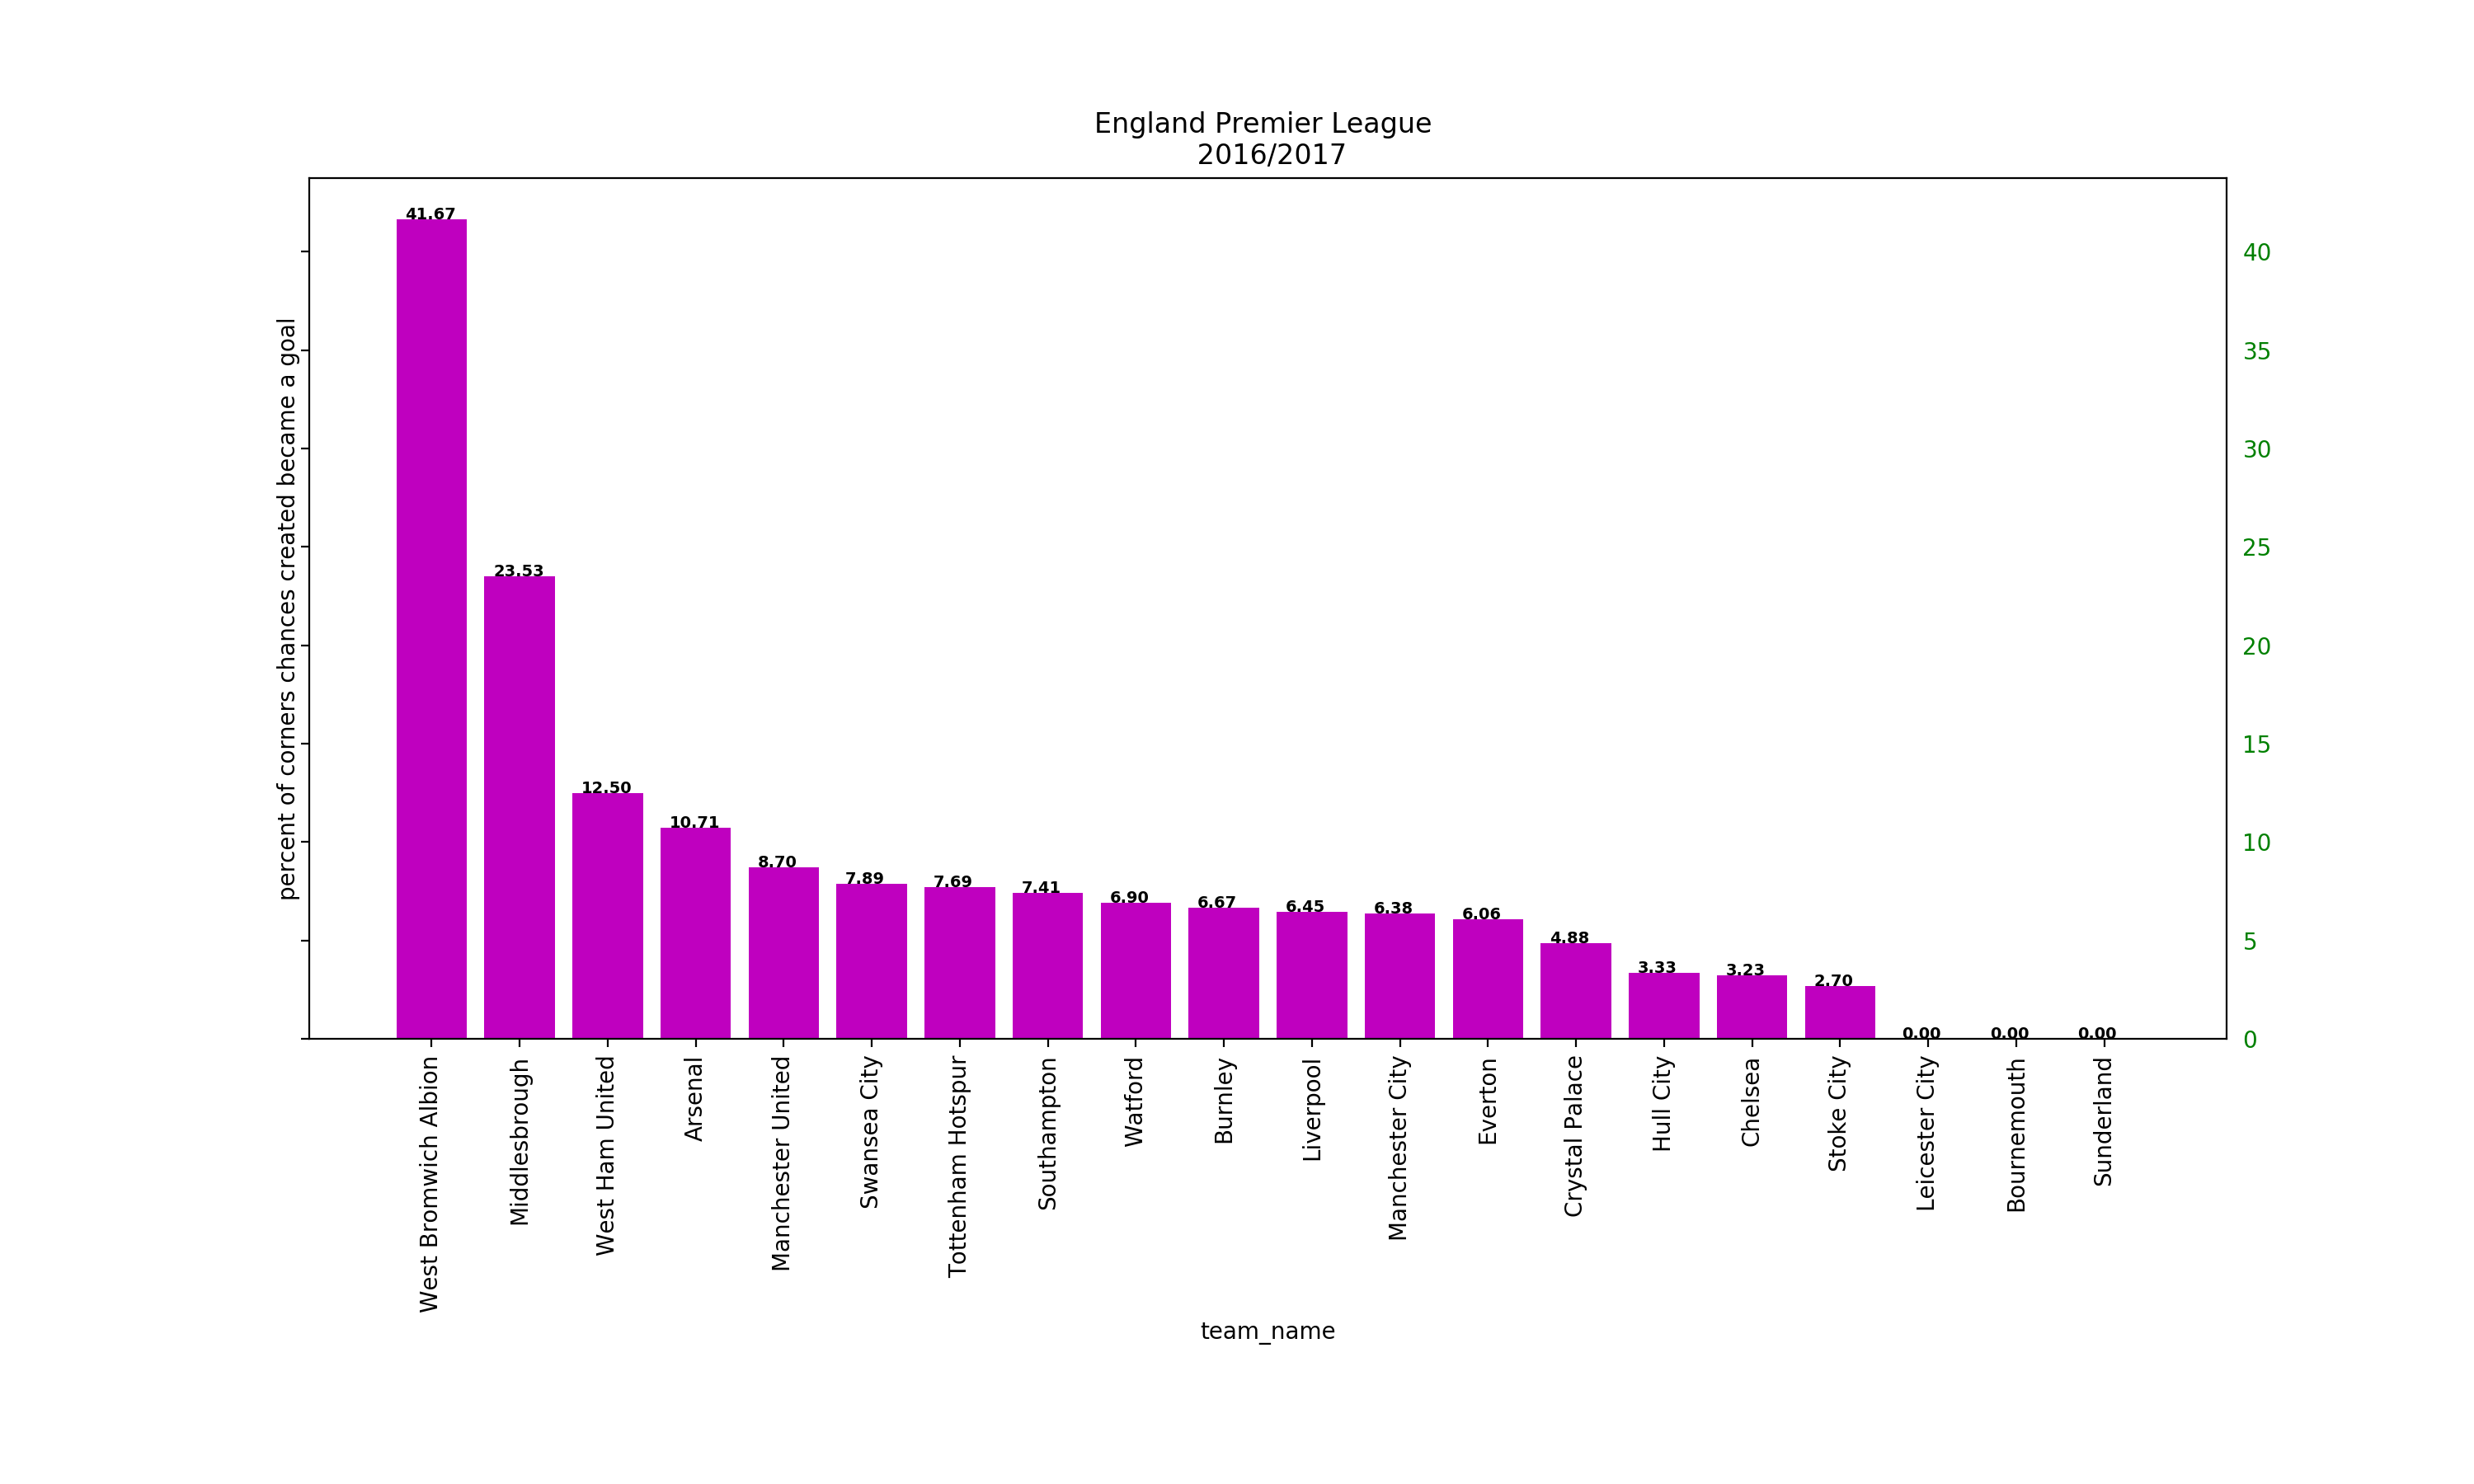 England Premier League
2016/2017
percent of corners chances created became a goal
41.67
23.53
12.50
10.71
8.70
7.89
7.69
7.41
6.90
6.67
6.45
6.38
6.06
4.88
3.33
3.23
2.70
0.00
0.00
0.00
40
35
30
25
20
15
10
5
0
West Bromwich Albion
Middlesbrough
West Ham United
Arsenal
Manchester United
Swansea City
Tottenham Hotspur
Southampton
Watford
Burnley
Liverpool
Manchester City
Everton
Crystal Palace
Hull City
Chelsea
Stoke City
Leicester City
Bournemouth
Sunderland
team_name